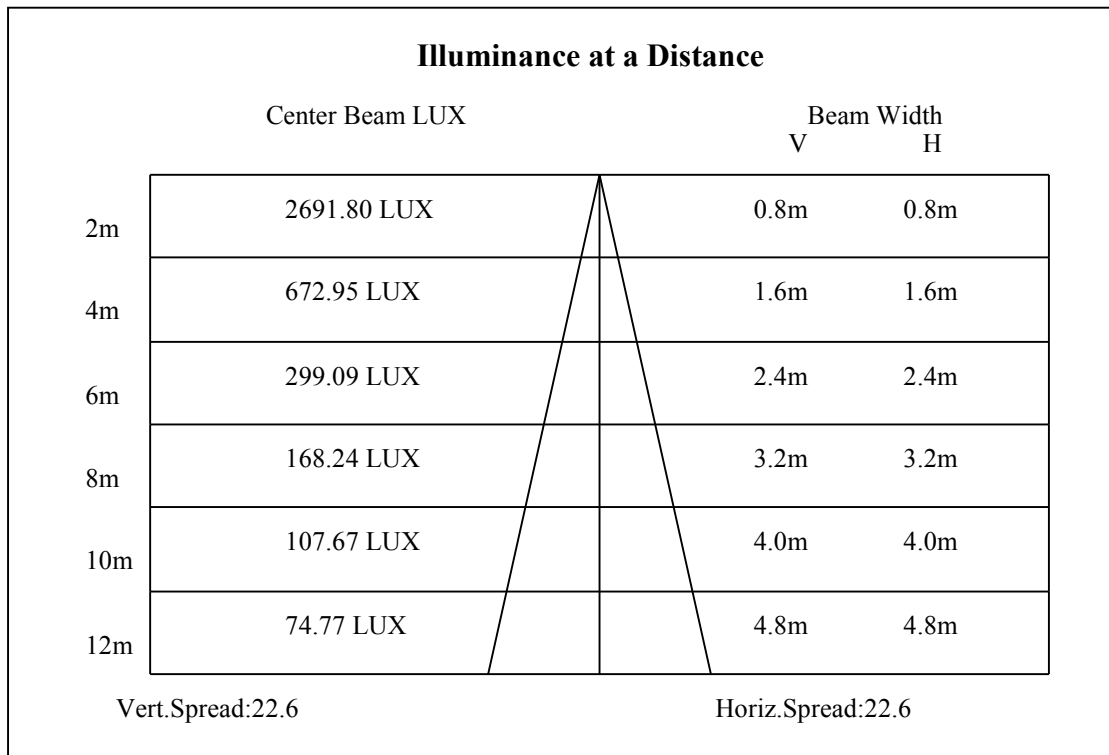 Illuminance at a Distance
Center Beam LUX Beam Width
V H
2m 2691.80 LUX 0.8m 0.8m
4m 672.95 LUX 1.6m 1.6m
6m 299.09 LUX 2.4m 2.4m
8m 168.24 LUX 3.2m 3.2m
10m 107.67 LUX 4.0m 4.0m
12m 74.77 LUX 4.8m 4.8m
Vert.Spread:22.6 Horiz.Spread:22.6